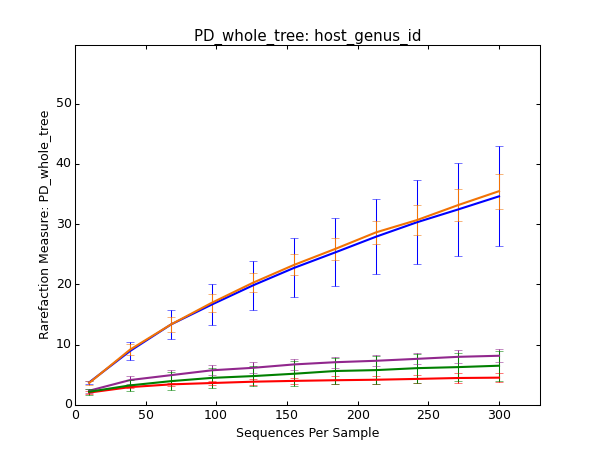 PD_whole_tree: host_genus_id
Rarefaction Measure: PD_whole_tree
50
40
30
20
10
0
0 50 100 150 200 250 300
Sequences Per Sample